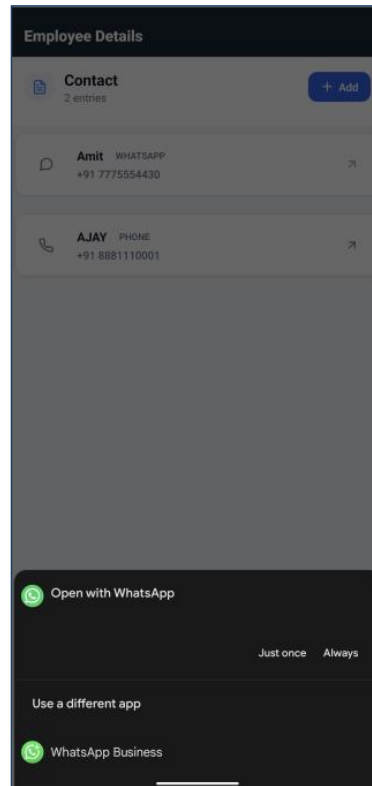 Employee Details
Contact
2 entries
+ Add
Amit WHATSAPP
+91 7775554430
AJAY PHONE
+91 8881110001
Open with WhatsApp
Just once Always
Use a different app
WhatsApp Business